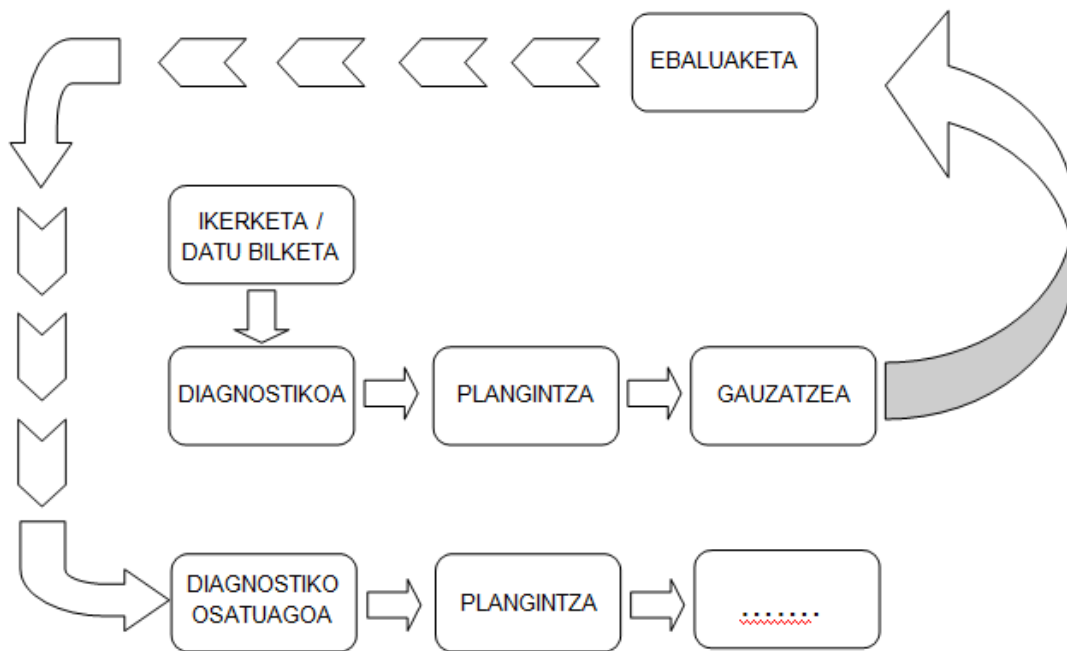 EBALUAKETA
IKERKETA /
DATU BILKETA
DIAGNOSTIKOA
PLANGINTZA
GAUZATZEA
DIAGNOSTIKO
OSATUAGOA
PLANGINTZA
.......